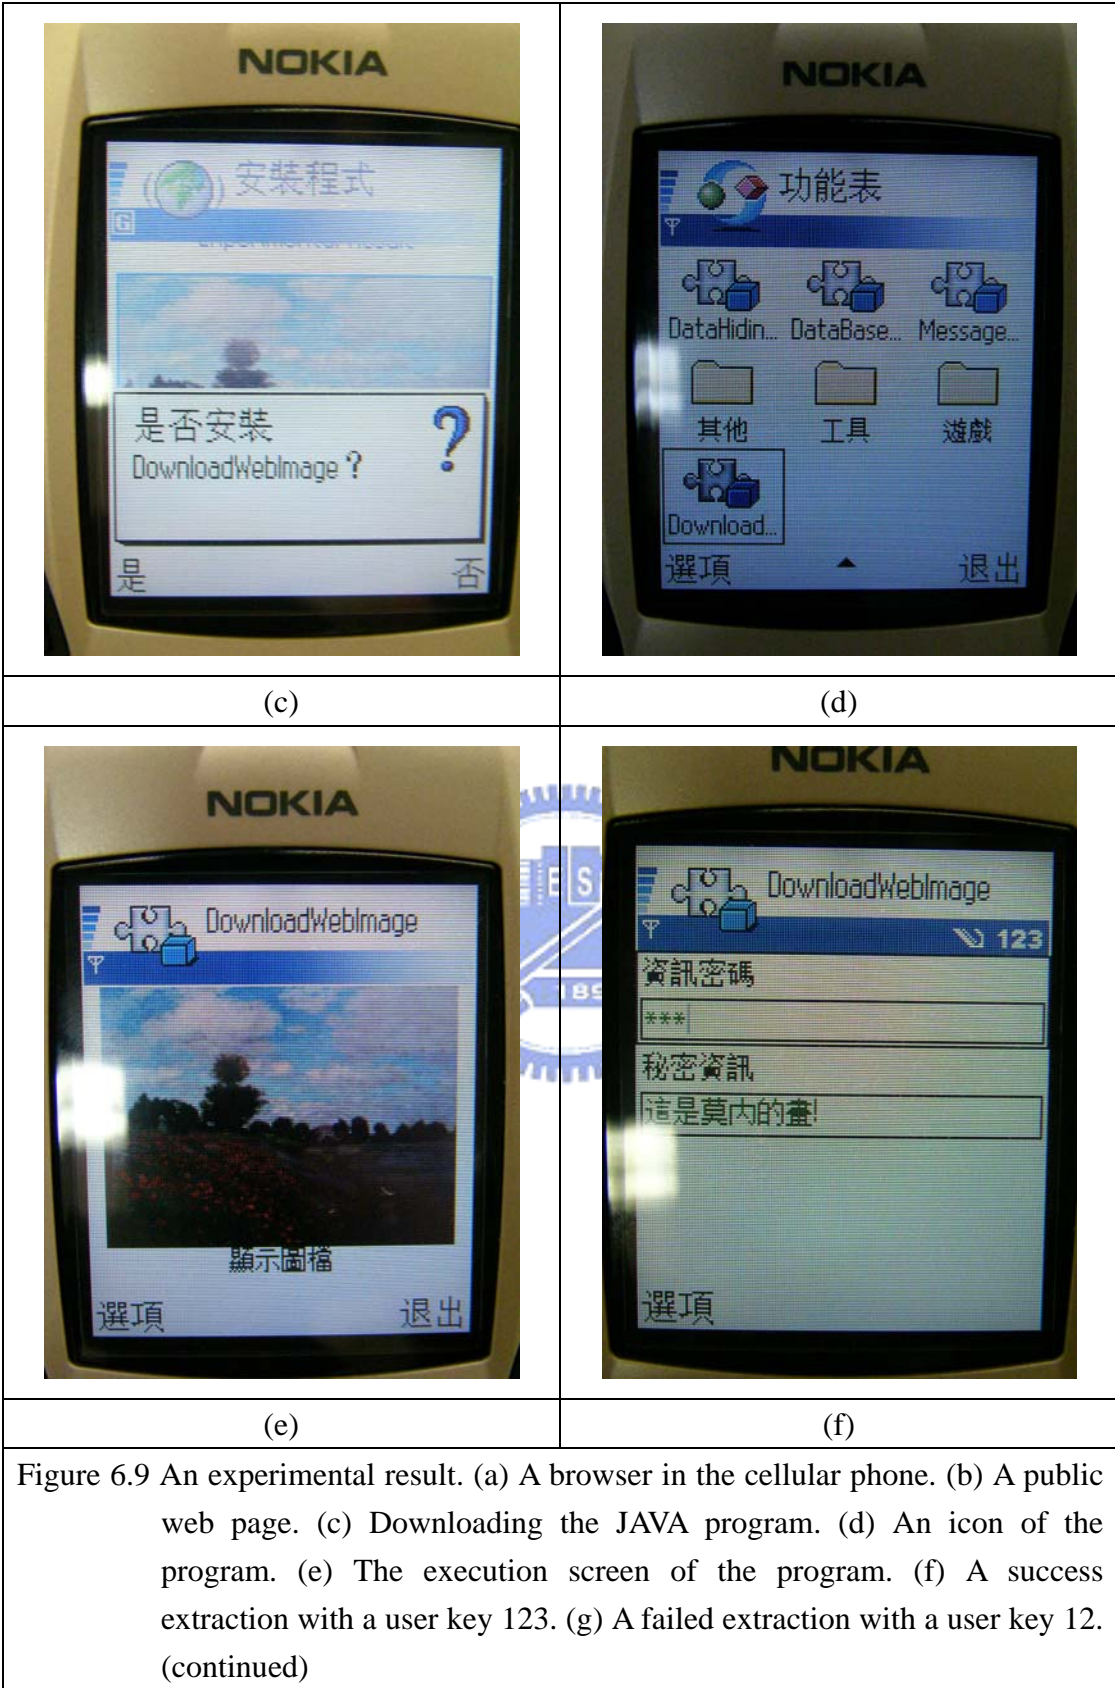 NOKIA
安裝程式
G
Experimental Result
是否安裝
DownloadWebImage?
是 否
NOKIA
功能表
DataHidin... DataBase... Message...
其他 工具 遊戲
Download...
選項 退出
(c) (d)
NOKIA
DownloadWebImage
顯示圖檔
選項 退出
NOKIA
DownloadWebImage
123
資訊密碼
***
秘密資訊
這是莫內的畫!
選項
ES
189
(e) (f)
Figure 6.9 An experimental result. (a) A browser in the cellular phone. (b) A public
web page. (c) Downloading the JAVA program. (d) An icon of the
program. (e) The execution screen of the program. (f) A success
extraction with a user key 123. (g) A failed extraction with a user key 12.
(continued)